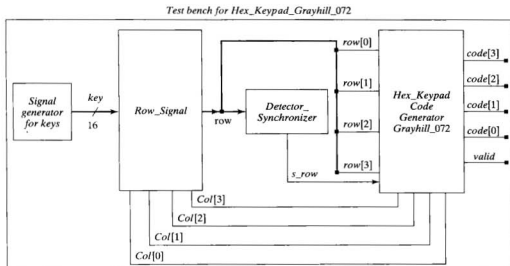 Test bench for Hex_Keypad_Grayhill_072
Signal
generator
for keys
key
16
Row_Signal
row
Detector_
Synchronizer
s_row
row[0]
row[1]
row[2]
row[3]
Hex_Keypad
Code
Generator
Grayhill_072
code[3]
code[2]
code[1]
code[0]
valid
Col[3]
Col[2]
Col[1]
Col[0]